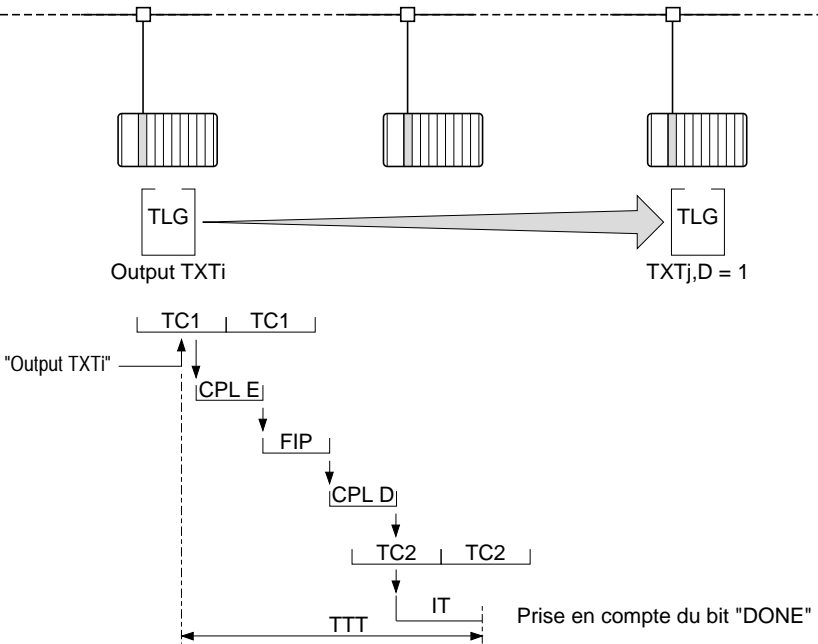 TLG
TLG
Output TXTi
TXTj,D = 1
TC1
TC1
"Output TXTi"
CPL E
FIP
CPL D
TC2
TC2
IT
Prise en compte du bit "DONE"
TTT